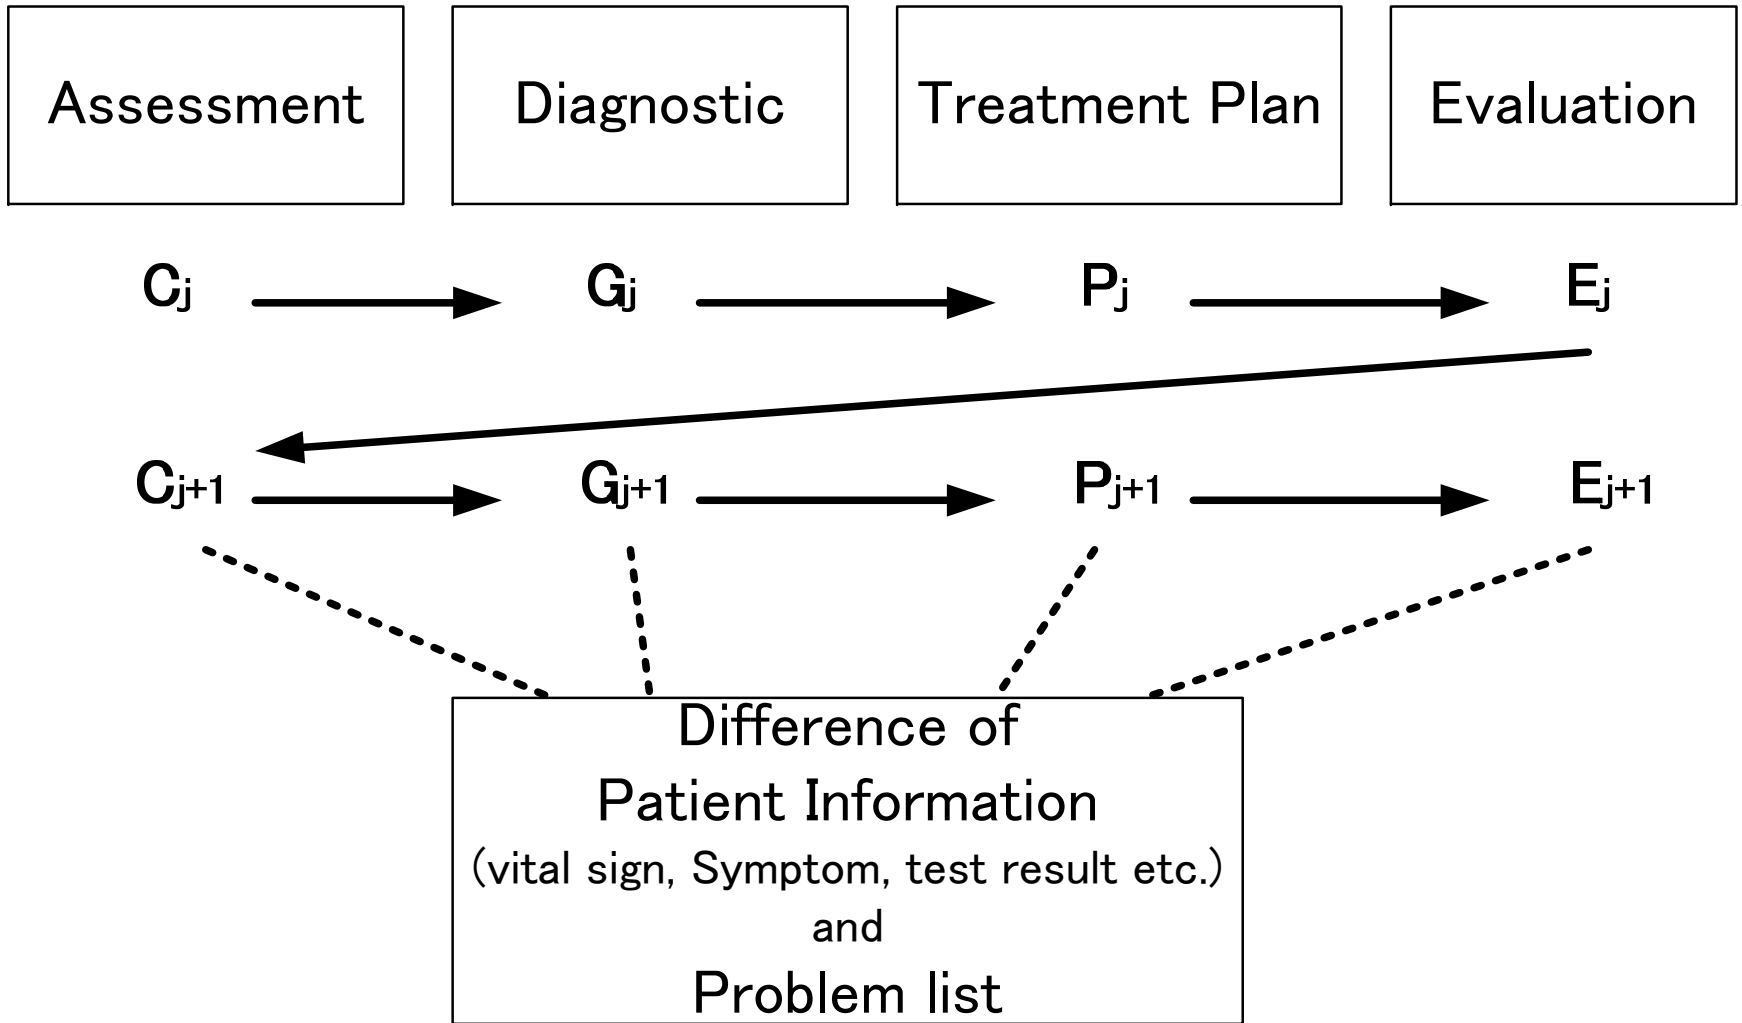 Assessment Diagnostic Treatment Plan Evaluation
Cj Gj Pj Ej
Cj+1 Gj+1 Pj+1 Ej+1
Difference of
Patient Information
(vital sign, Symptom, test result etc.)
and
Problem list